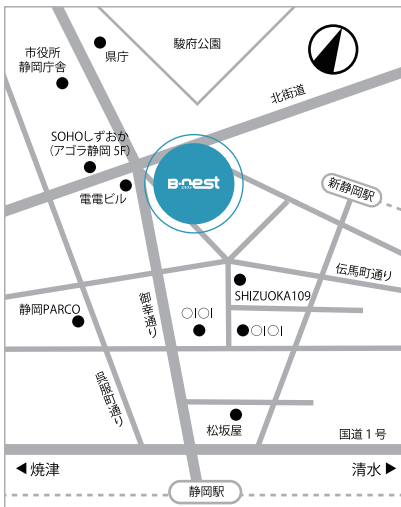 市役所
静岡庁舎
県庁
駿府公園
北街道
SOHOしずおか
(アゴラ静岡 5F)
電電ビル
B-nest
新静岡駅
伝馬町通り
SHIZUOKA109
静岡PARCO
御幸通り
○I○I
○I○I
呉服町通り
松坂屋
国道1号
焼津
清水
静岡駅